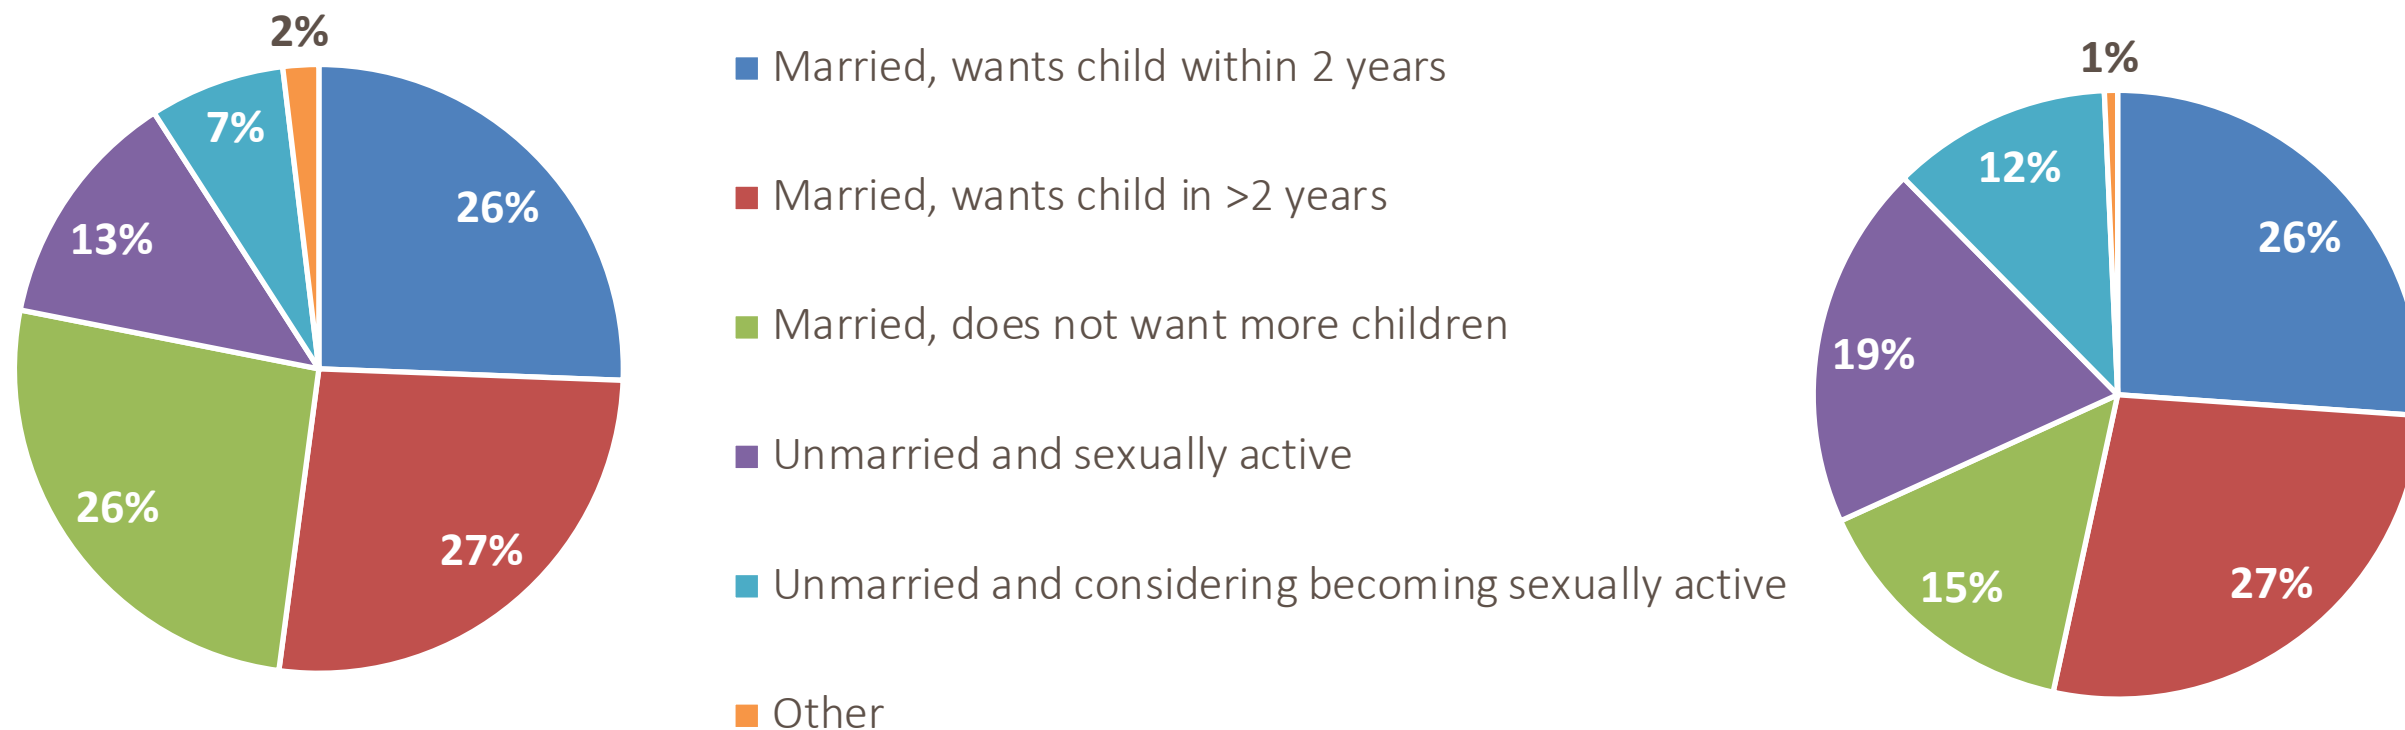 2%
26%
27%
26%
13%
7%
Married, wants child within 2 years
Married, wants child in >2 years
Married, does not want more children
Unmarried and sexually active
Unmarried and considering becoming sexually active
Other
1%
26%
27%
15%
19%
12%